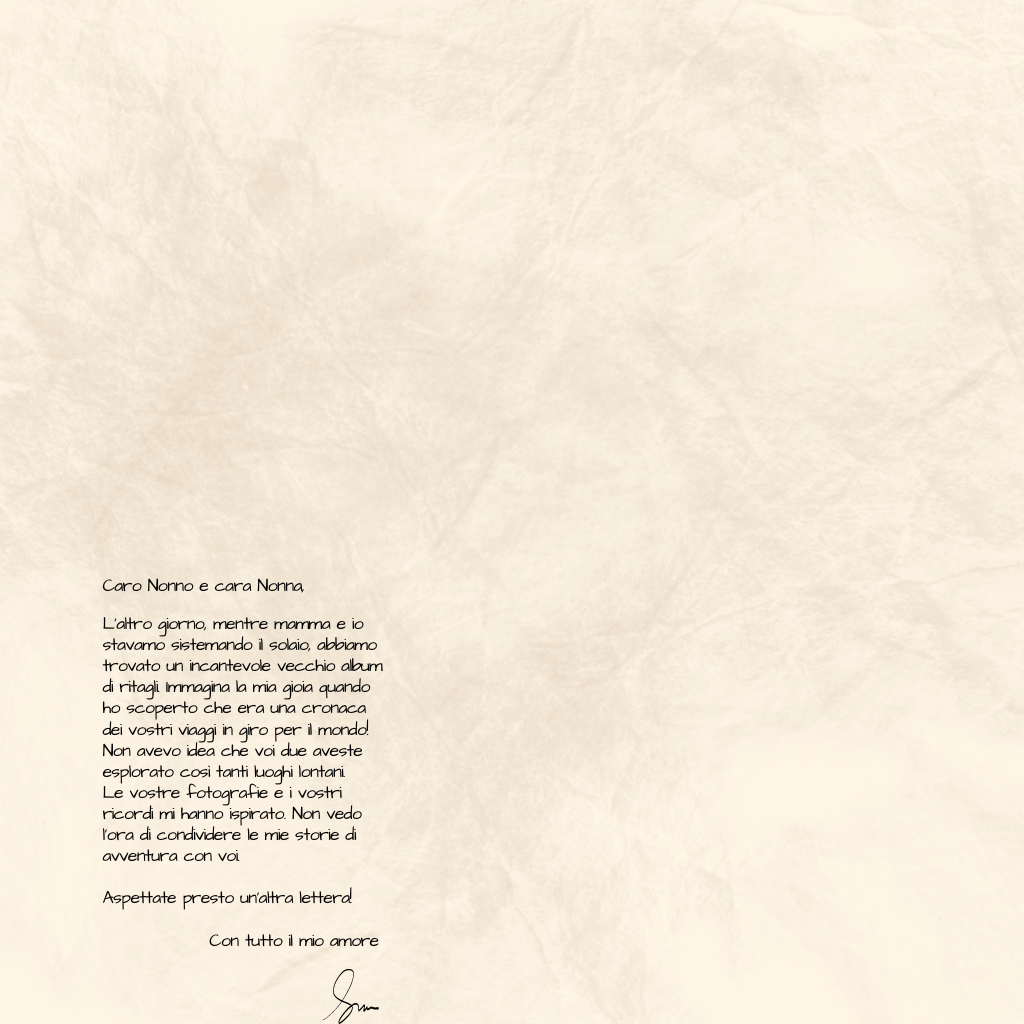 Caro Nonno e cara Nonna,
L'altro giorno, mentre mamma e io
stavamo sistemando il solaio, abbiamo
trovato un incantevole vecchio album
di ritagli. Immagina la mia gioia quando
ho scoperto che era una cronaca
dei vostri viaggi in giro per il mondo!
Non avevo idea che voi due aveste
esplorato così tanti luoghi lontani.
Le vostre fotografie e i vostri
ricordi mi hanno ispirato. Non vedo
l'ora di condividere le mie storie di
avventura con voi.
Aspettate presto un'altra lettera!
Con tutto il mio amore